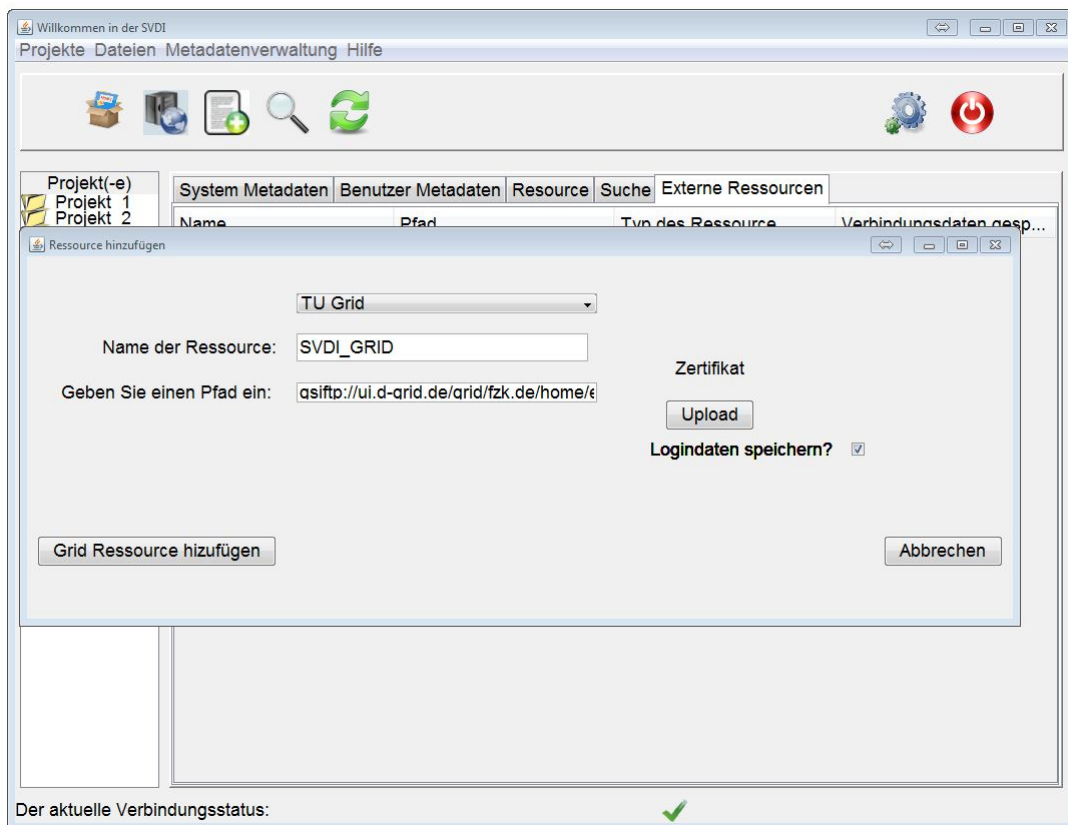 Willkommen in der SVDI
Projekte Dateien Metadatenverwaltung Hilfe
Projekt(-e)
Projekt 1
Projekt 2
System Metadaten Benutzer Metadaten Resource Suche Externe Ressourcen
Name Pfad Typ des Ressource Verbindungsdaten gesp...
Ressource hinzufügen
TU Grid
Name der Ressource: SVDI_GRID
Zertifikat
Geben Sie einen Pfad ein: gsiftp://ui.d-grid.de/grid/fzk.de/home/e
Upload
Logindaten speichern?
Grid Ressource hizufügen Abbrechen
Der aktuelle Verbindungsstatus: